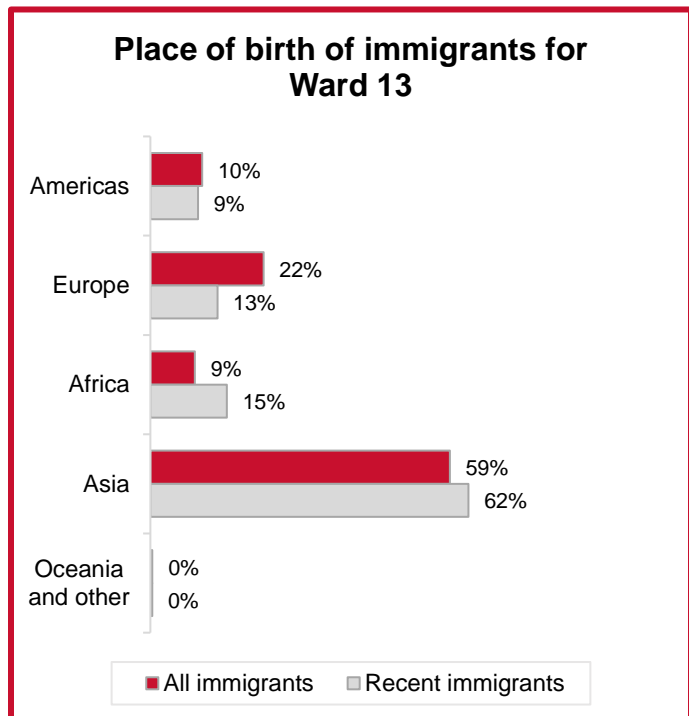 Place of birth of immigrants for
Ward 13
Americas
10%
9%
Europe
22%
13%
Africa
9%
15%
Asia
59%
62%
Oceania
and other
0%
0%
All immigrants Recent immigrants